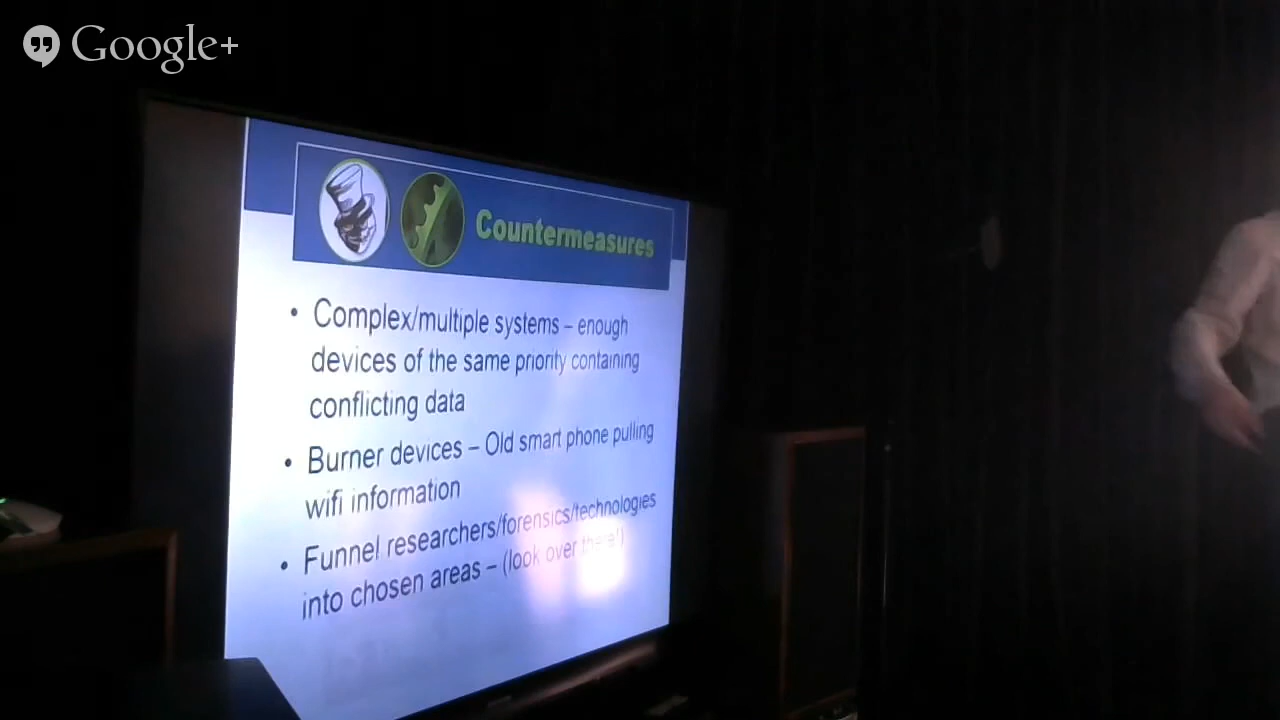 Google+
Countermeasures
• Complex/multiple systems – enough
devices of the same priority containing
conflicting data
• Burner devices – Old smart phone pulling
wifi information
• Funnel researchers/forensics/technologies
into chosen areas – (look over there!)